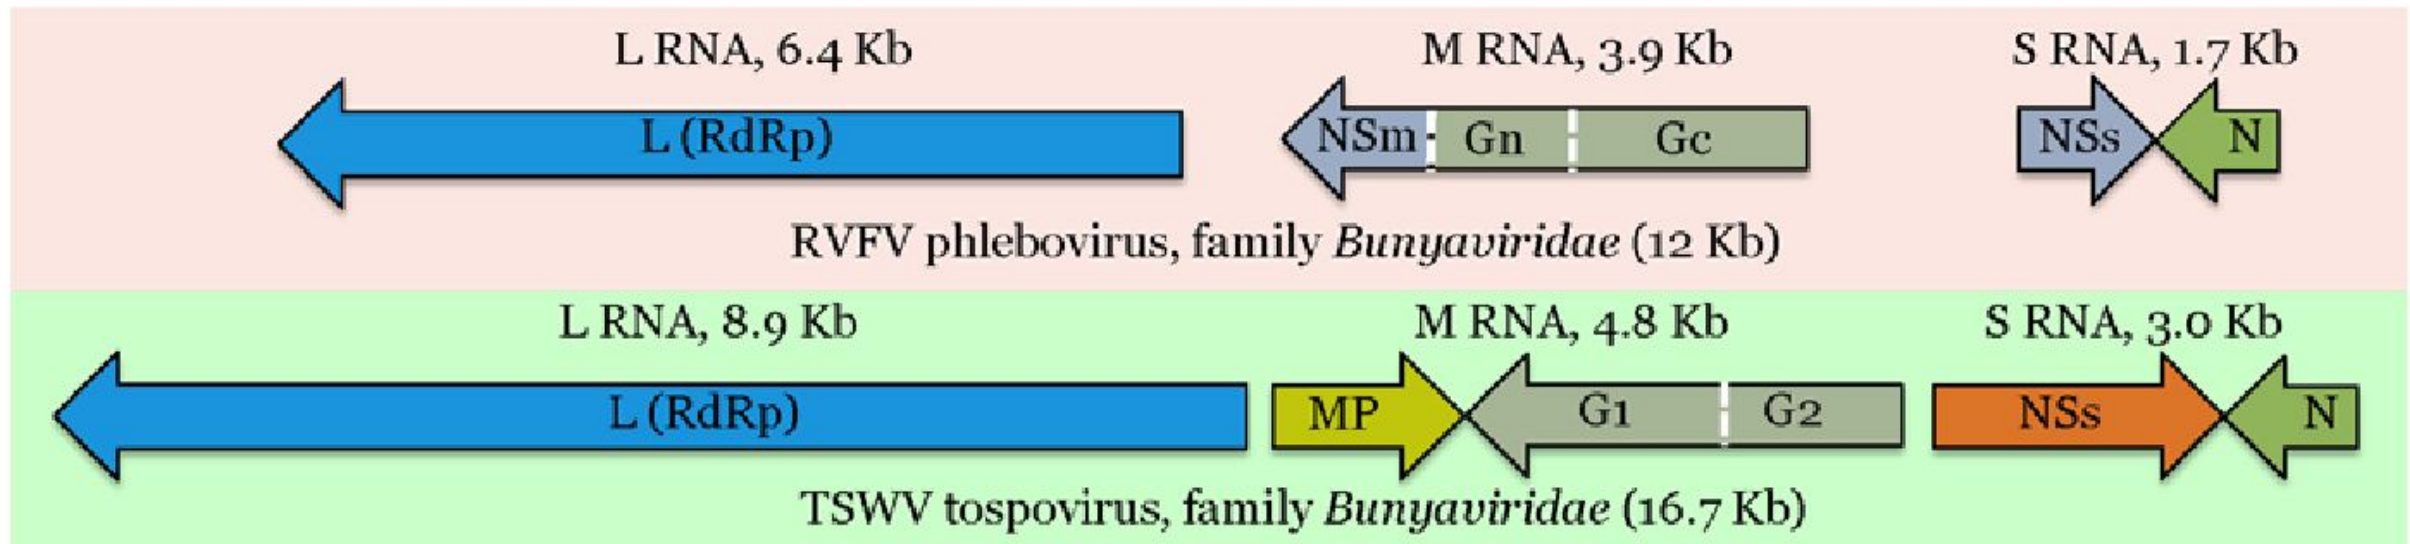 L RNA, 6.4 Kb M RNA, 3.9 Kb S RNA, 1.7 Kb
L (RdRp) NSm Gn Gc NSs N
RVFV phlebovirus, family Bunyaviridae (12 Kb)
L RNA, 8.9 Kb M RNA, 4.8 Kb S RNA, 3.0 Kb
L (RdRp) MP G1 G2 NSs N
TSWV tospovirus, family Bunyaviridae (16.7 Kb)